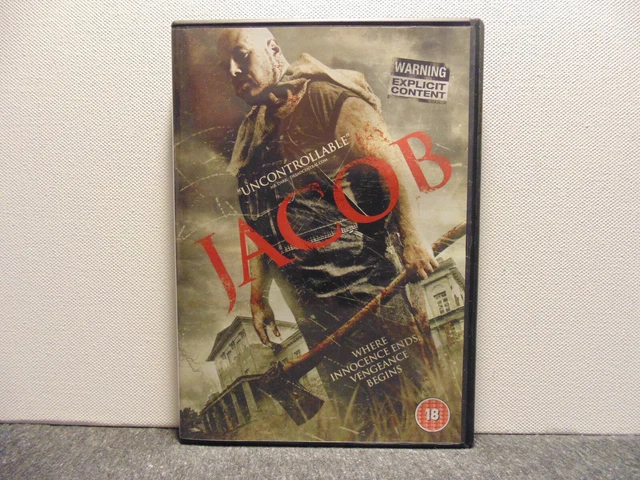 WARNING
EXPLICIT
CONTENT
"UNCONTROLLABLE"
JACOB
WHERE
INNOCENCE ENDS,
VENGEANCE
BEGINS
18